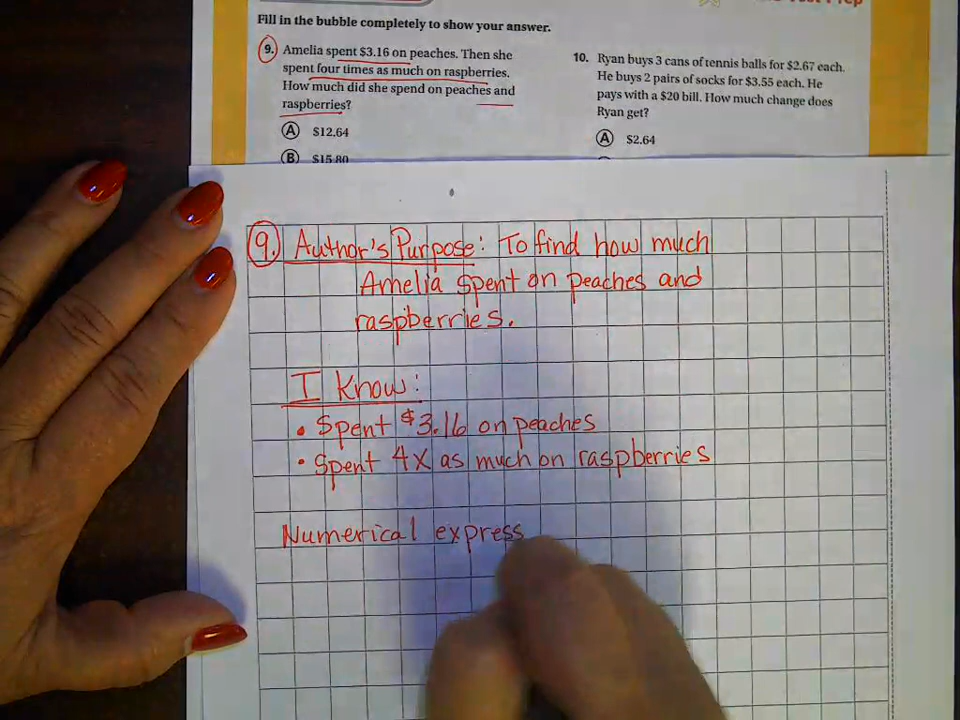 Fill in the bubble completely to show your answer.
9. Amelia spent $3.16 on peaches. Then she
spent four times as much on raspberries.
How much did she spend on peaches and
raspberries?
A $12.64
B $15.80
10. Ryan buys 3 cans of tennis balls for $2.67 each.
He buys 2 pairs of socks for $3.55 each. He
pays with a $20 bill. How much change does
Ryan get?
A $2.64
9. Author's Purpose: To find how much
Amelia spent on peaches and
raspberries.
I know:
• Spent $3.16 on peaches
• Spent 4x as much on raspberries
Numerical express